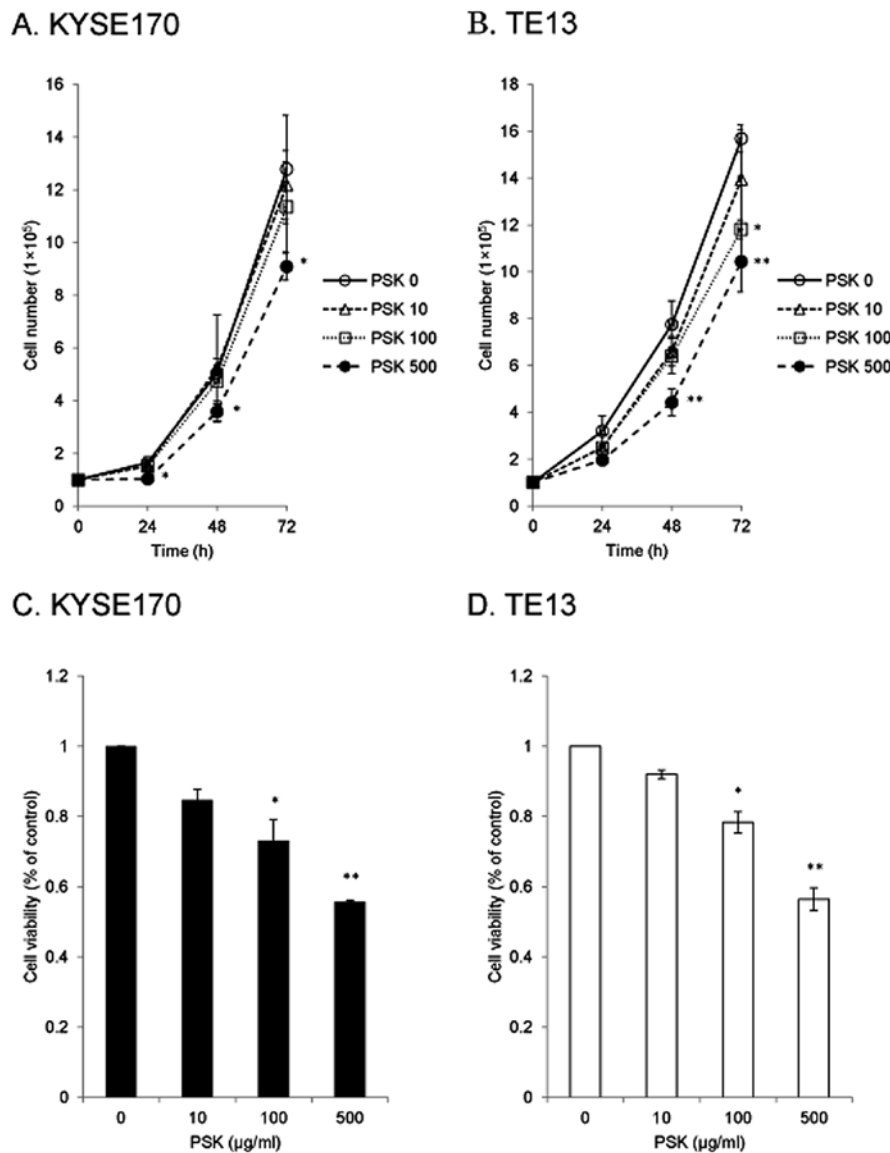 A. KYSE170
16
14
12
10
8
6
4
2
0
Cell number (1×10⁵)
0 24 48 72
Time (h)
*
*
*
PSK 0
PSK 10
PSK 100
PSK 500
B. TE13
18
16
14
12
10
8
6
4
2
0
Cell number (1×10⁵)
0 24 48 72
Time (h)
*
**
**
PSK 0
PSK 10
PSK 100
PSK 500
C. KYSE170
1.2
1
0.8
0.6
0.4
0.2
0
Cell viability (% of control)
*
**
0 10 100 500
PSK (µg/ml)
D. TE13
1.2
1
0.8
0.6
0.4
0.2
0
Cell viability (% of control)
*
**
0 10 100 500
PSK (µg/ml)